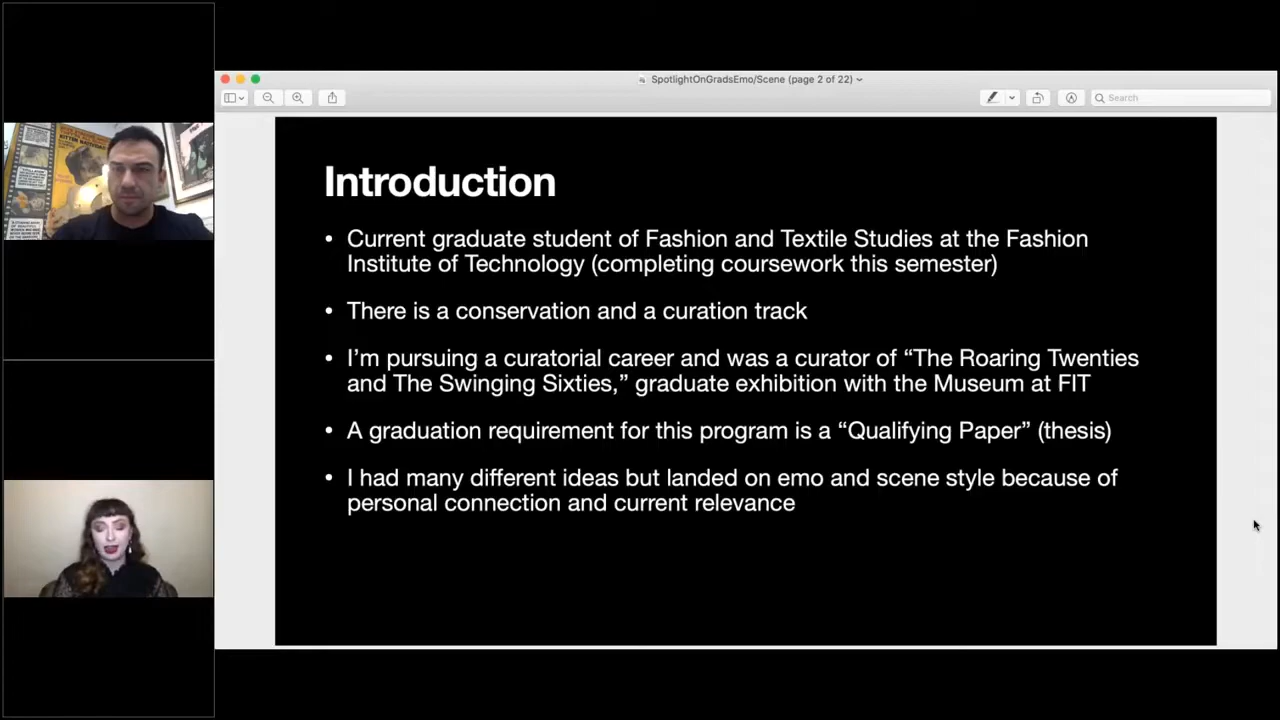 SpotlightOnGradsEmo/Scene (page 2 of 22)
Search
Introduction
• Current graduate student of Fashion and Textile Studies at the Fashion
Institute of Technology (completing coursework this semester)
• There is a conservation and a curation track
• I’m pursuing a curatorial career and was a curator of “The Roaring Twenties
and The Swinging Sixties,” graduate exhibition with the Museum at FIT
• A graduation requirement for this program is a “Qualifying Paper” (thesis)
• I had many different ideas but landed on emo and scene style because of
personal connection and current relevance